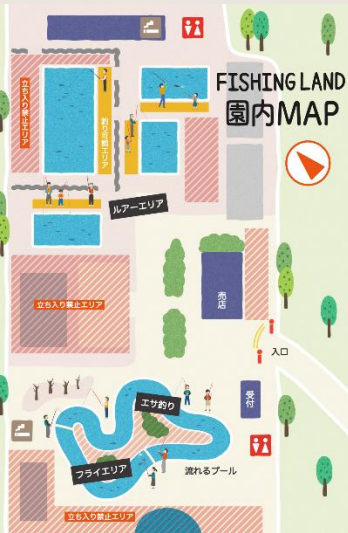 FISHING LAND
園内MAP
立ち入り禁止エリア
釣り可能エリア
ルアーエリア
立ち入り禁止エリア
売店
入口
受付
エサ釣り
フライエリア
流れるプール
立ち入り禁止エリア